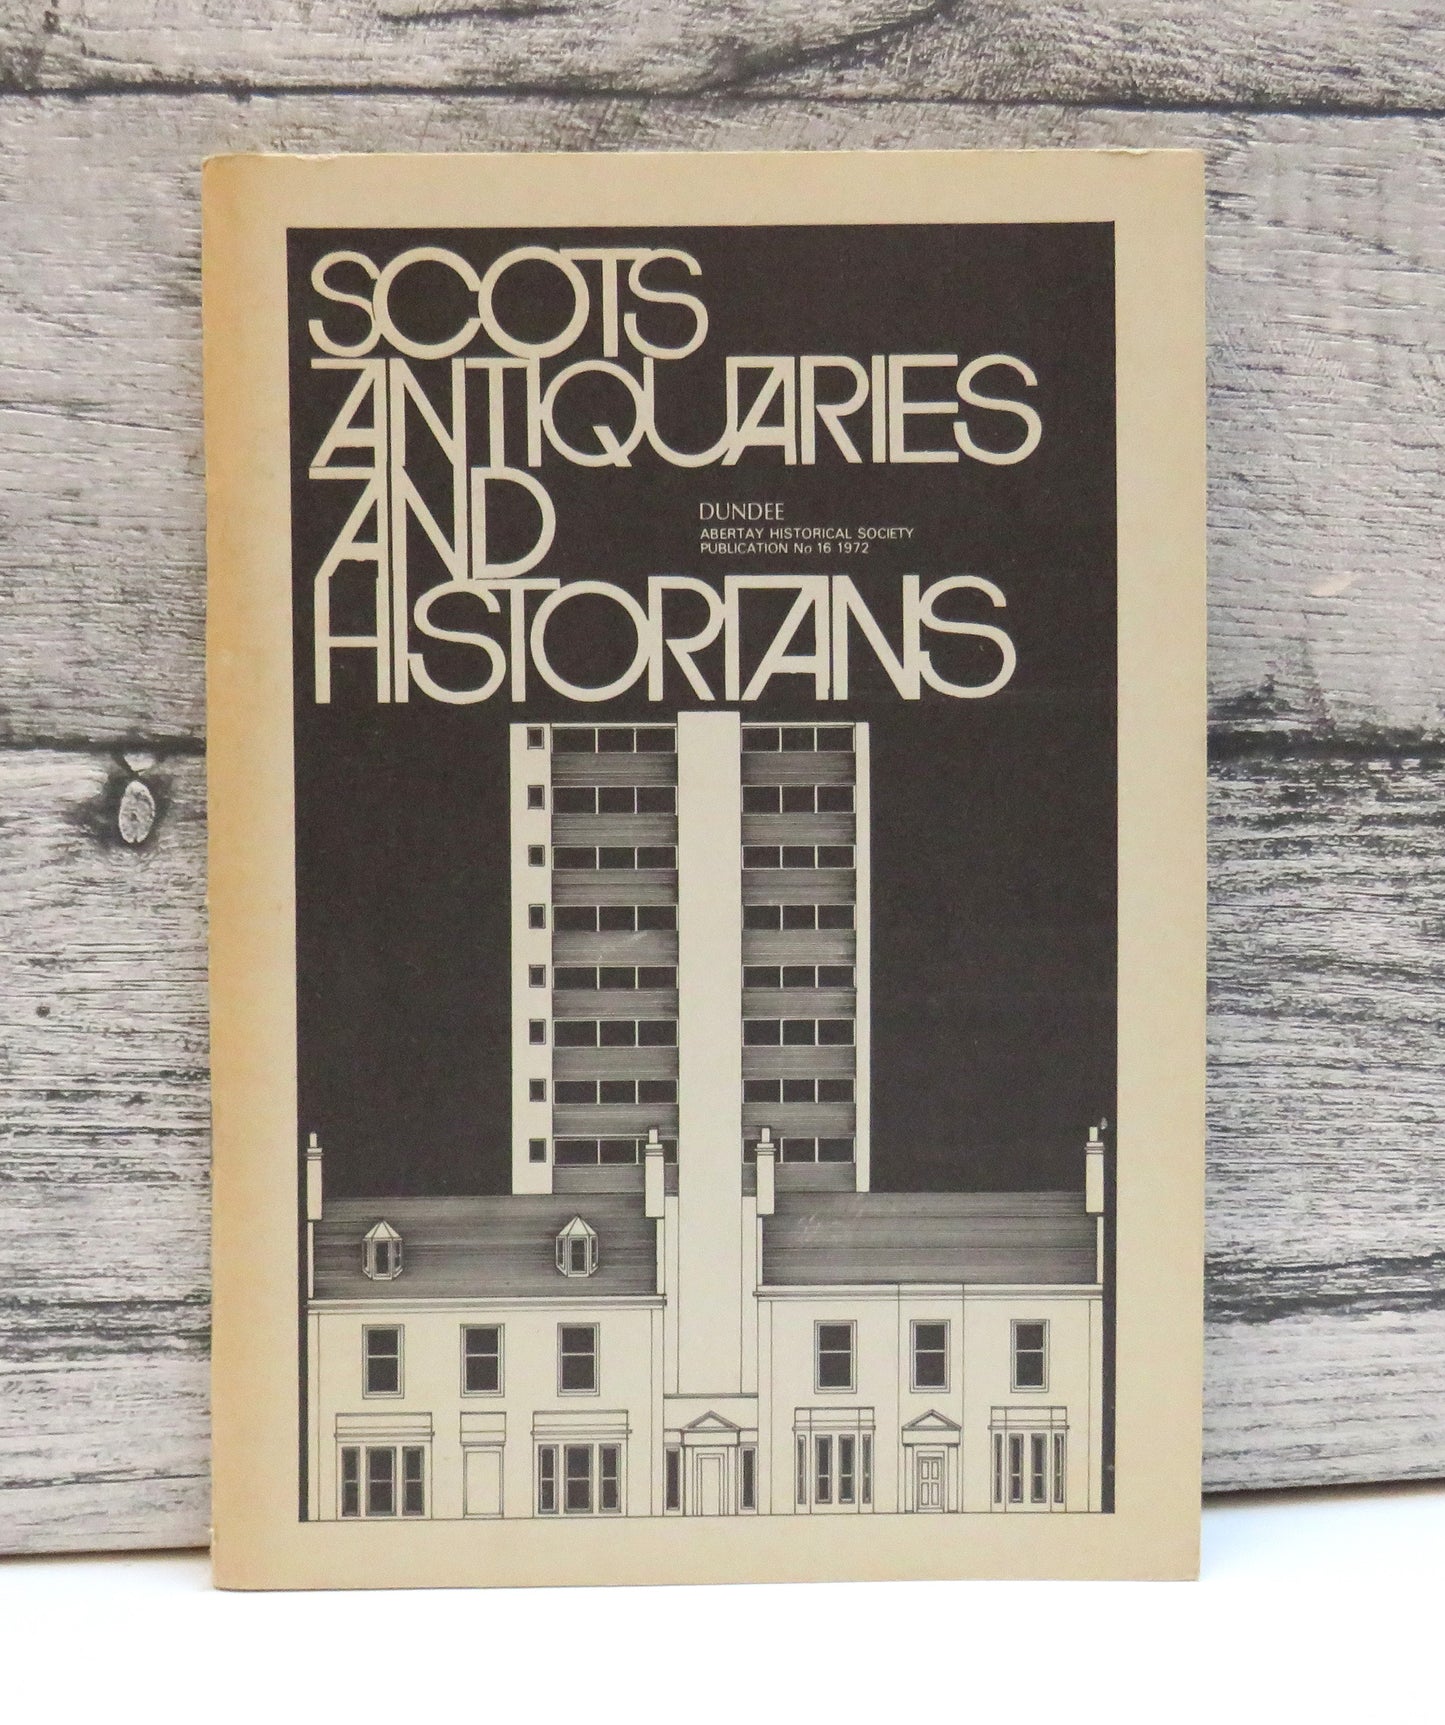 SCOTS
ANTIQUARIES
AND
HISTORIANS
DUNDEE
ABERTAY HISTORICAL SOCIETY
PUBLICATION No 16 1972